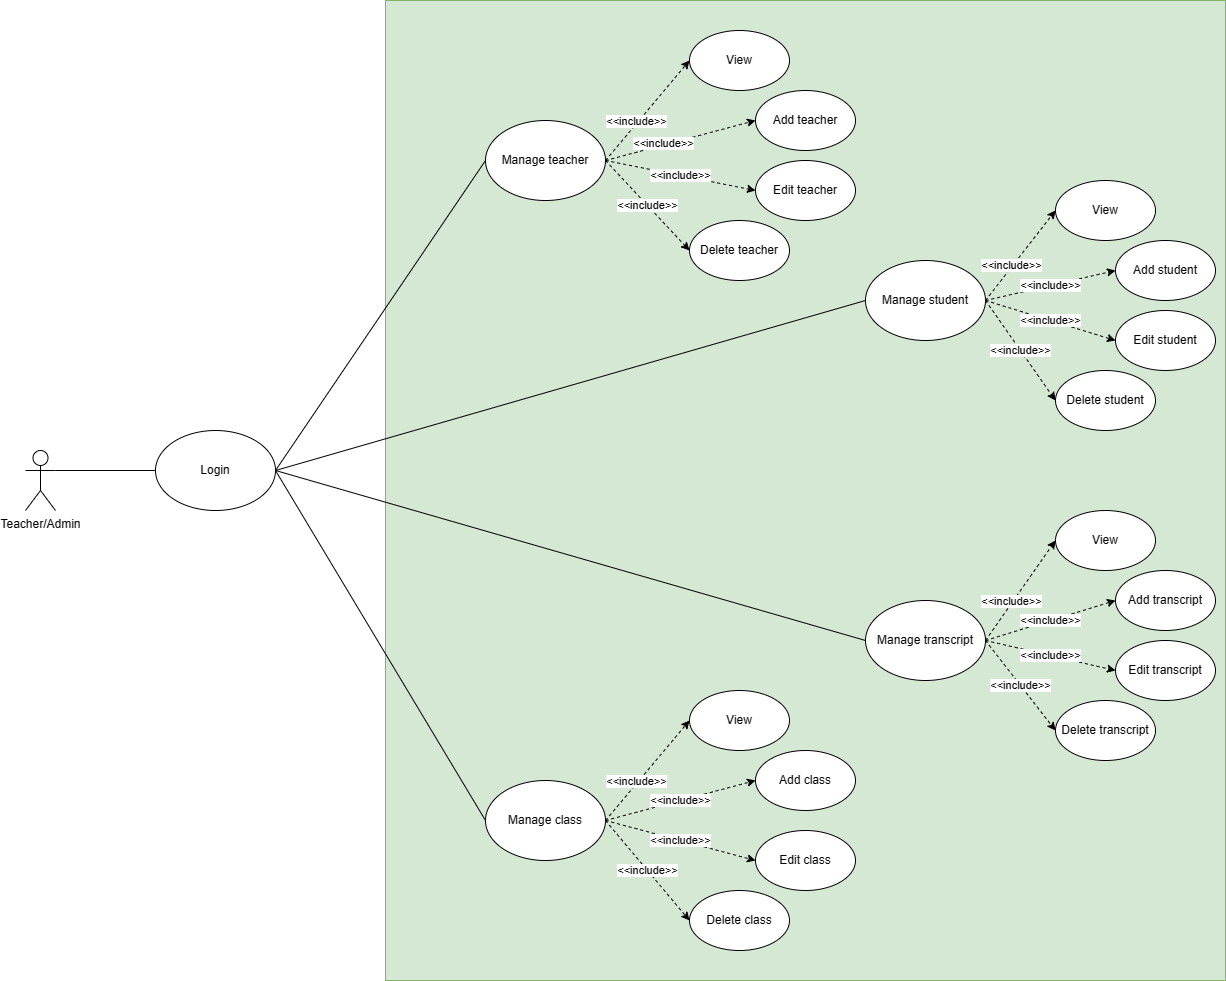 View
<<include>>
Add teacher
<<include>>
Manage teacher
<<include>>
Edit teacher
<<include>>
Delete teacher
View
<<include>>
Add student
<<include>>
Manage student
<<include>>
Edit student
<<include>>
Delete student
Login
Teacher/Admin
View
<<include>>
Add transcript
<<include>>
Manage transcript
<<include>>
Edit transcript
<<include>>
Delete transcript
View
<<include>>
Add class
<<include>>
Manage class
<<include>>
Edit class
<<include>>
Delete class